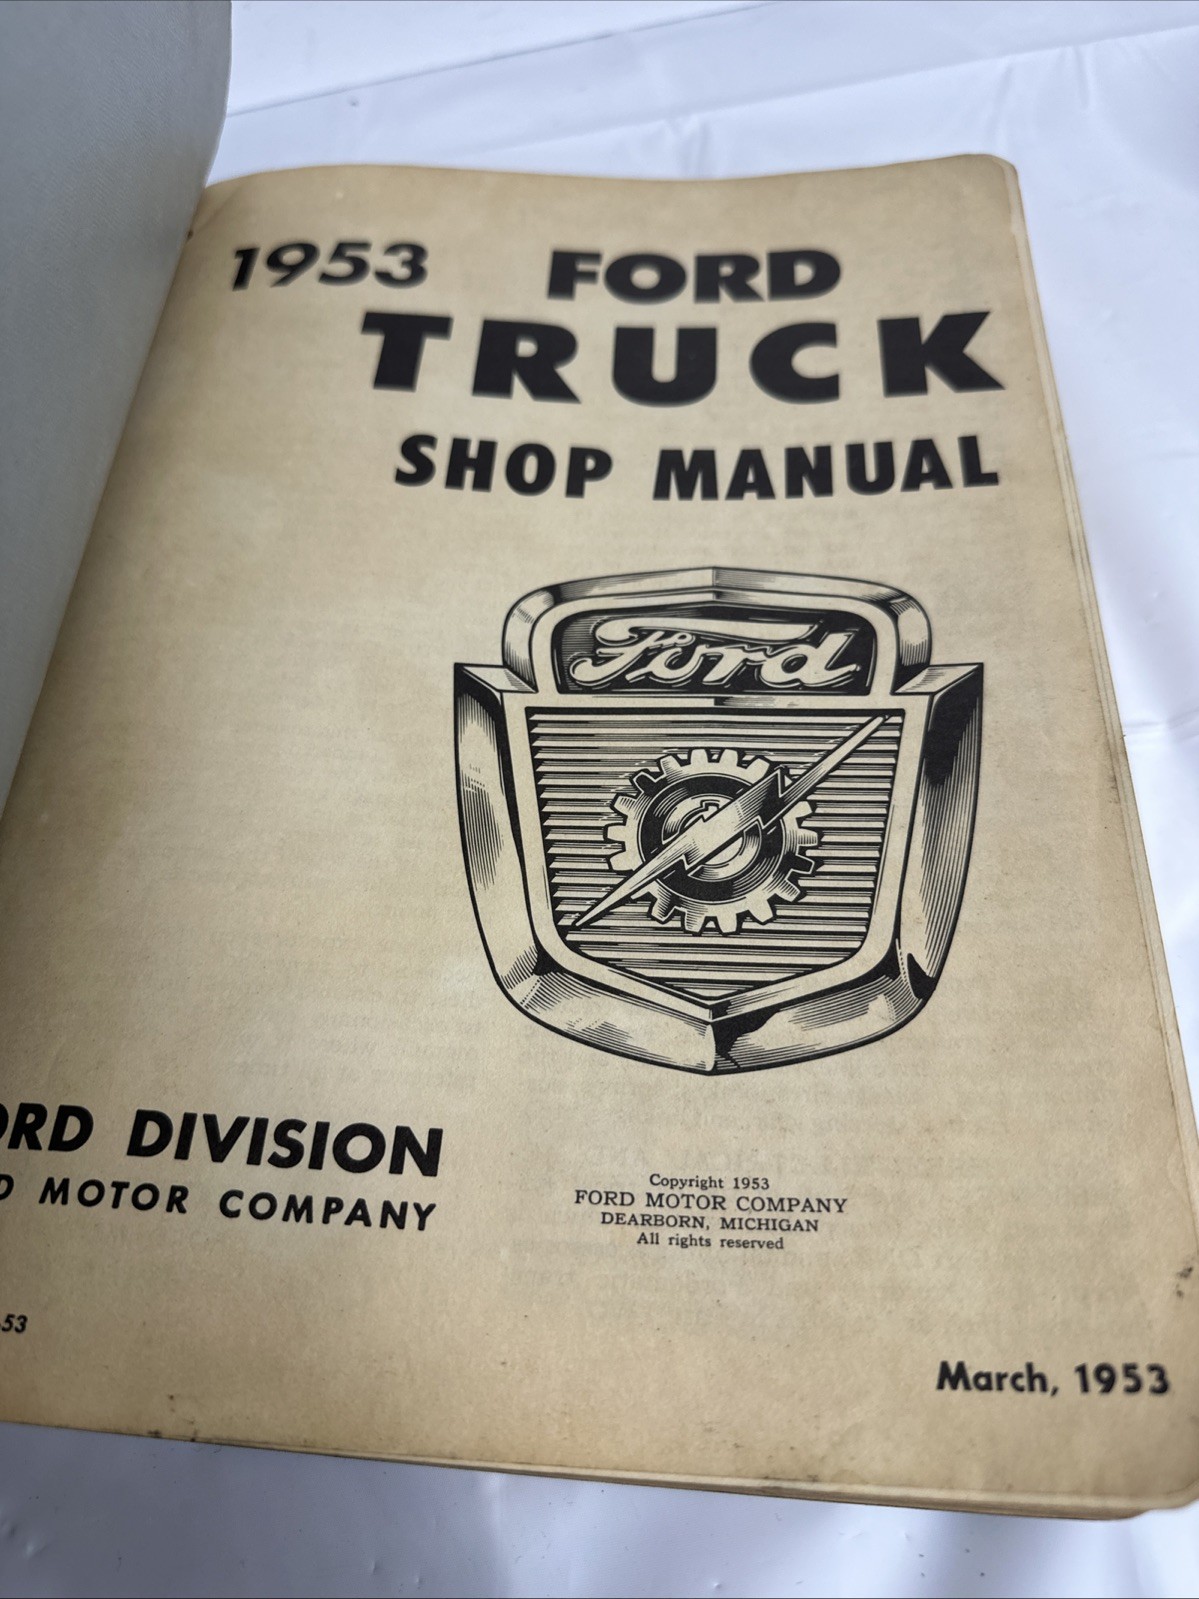 1953 FORD
TRUCK
SHOP MANUAL
Ford
ORD DIVISION
D MOTOR COMPANY
Copyright 1953
FORD MOTOR COMPANY
DEARBORN, MICHIGAN
All rights reserved
53
March, 1953